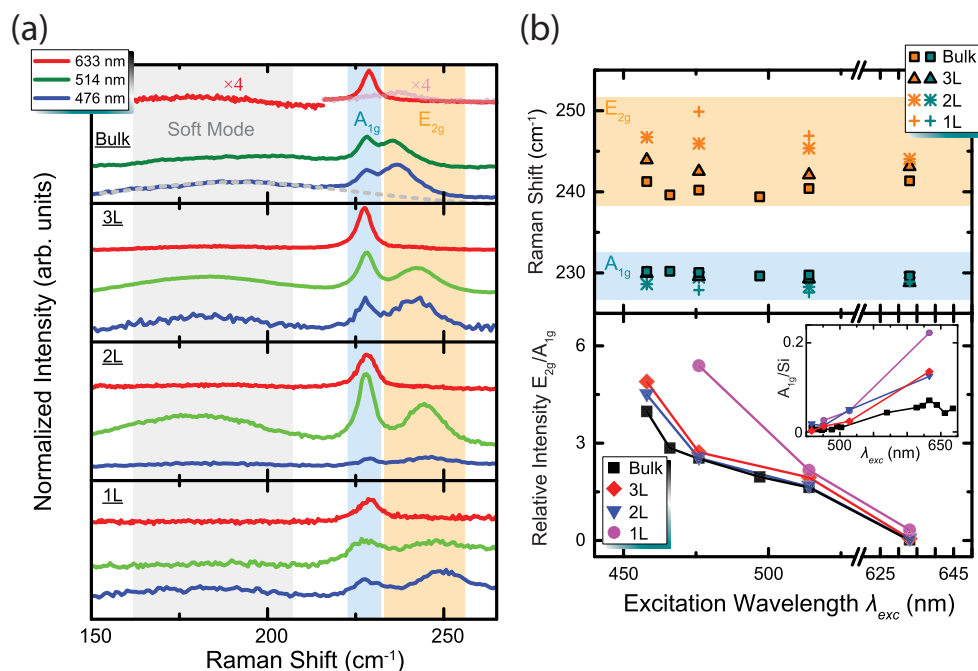 (a)
633 nm
514 nm
476 nm
×4
×4
Soft Mode
A1g
E2g
Bulk
3L
2L
1L
Normalized Intensity (arb. units)
150
200
250
Raman Shift (cm-1)
(b)
Bulk
3L
2L
1L
E2g
A1g
250
240
230
Raman Shift (cm-1)
6
3
0
Relative Intensity E2g/A1g
Bulk
3L
2L
1L
0.2
0
A1g/Si
500
650
λexc (nm)
450
500
625
645
Excitation Wavelength λexc (nm)